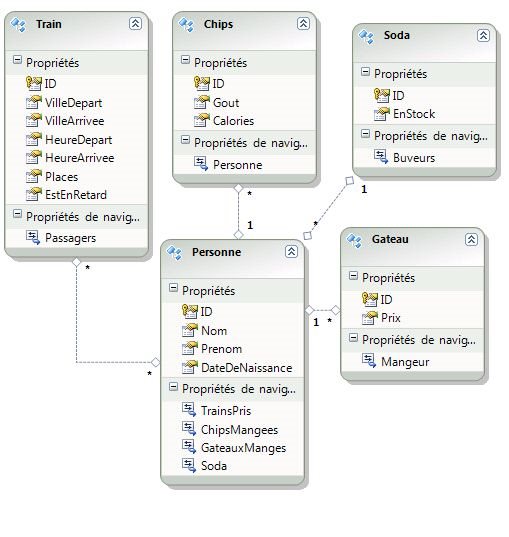 Train
Propriétés
ID
VilleDepart
VilleArrivee
HeureDepart
HeureArrivee
Places
EstEnRetard
Propriétés de navig...
Passagers
Chips
Propriétés
ID
Gout
Calories
Propriétés de navig...
Personne
Soda
Propriétés
ID
EnStock
Propriétés de navig...
Buveurs
*
1
1
*
Personne
Propriétés
ID
Nom
Prenom
DateDeNaissance
Propriétés de navig...
TrainsPris
ChipsMangees
GateauxManges
Soda
Gateau
Propriétés
ID
Prix
Propriétés de navig...
Mangeur
1 *
*
*